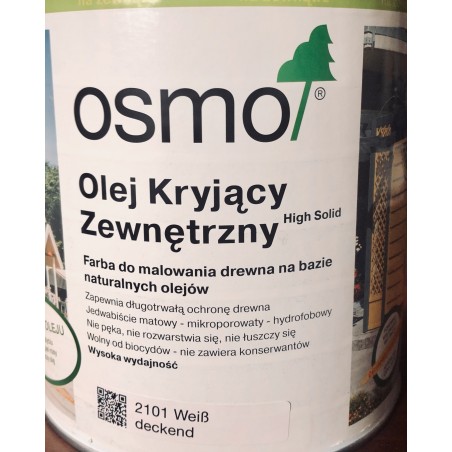 osmo®
Olej Kryjący
Zewnętrzny High Solid
Farba do malowania drewna na bazie
naturalnych olejów
Zapewnia długotrwałą ochronę drewna
Jedwabiście matowy - mikroporowaty - hydrofobowy
Nie pęka, nie rozwarstwia się, nie łuszczy się
Wolny od biocydów - nie zawiera konserwantów
Wysoka wydajność
2101 Weiß
deckend